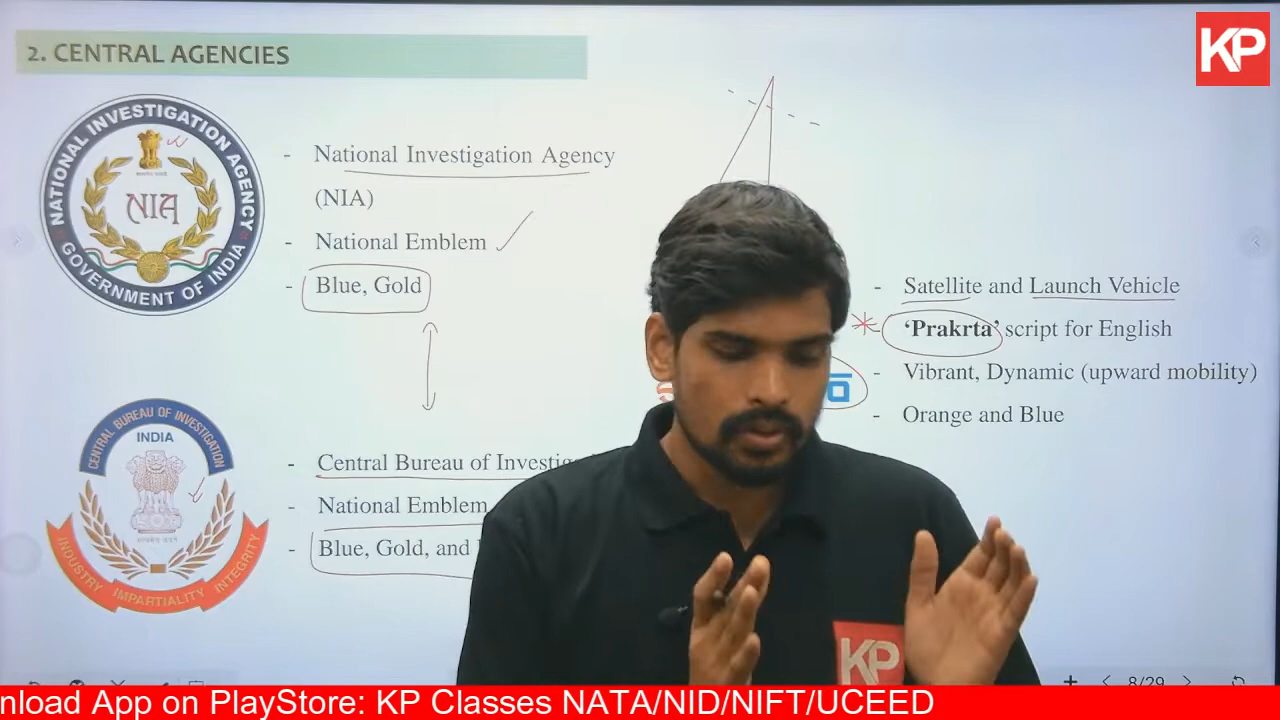 KP
2. CENTRAL AGENCIES
NATIONAL INVESTIGATION AGENCY
NIA
GOVERNMENT OF INDIA
- National Investigation Agency
(NIA)
- National Emblem
- Blue, Gold
- Satellite and Launch Vehicle
- ‘Prakrta’ script for English
- Vibrant, Dynamic (upward mobility)
- Orange and Blue
CENTRAL BUREAU OF INVESTIGATION
INDIA
INDUSTRY IMPARTIALITY INTEGRITY
- Central Bureau of
- National Emblem
- Blue, Gold, and
KP
8/29
App on PlayStore: KP Classes NATA/NID/NIFT/UCEED